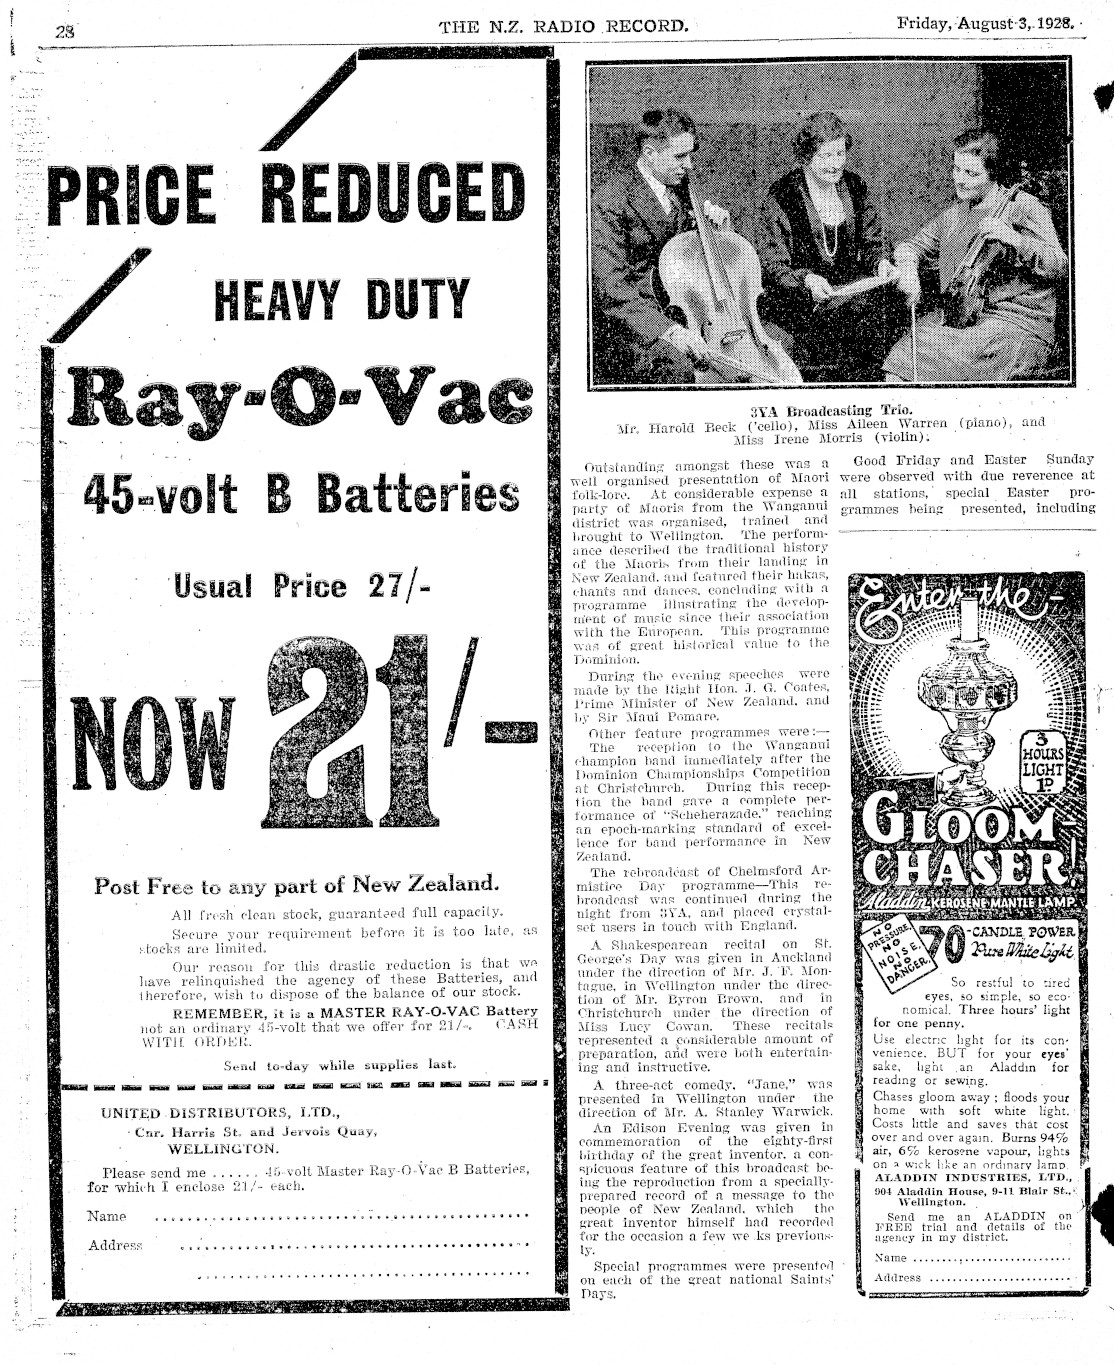 28
THE N.Z. RADIO RECORD.
Friday, August 3, 1928.
PRICE REDUCED
HEAVY DUTY
Ray-O-Vac
45-volt B Batteries
Usual Price 27/-
NOW 21/-
Post Free to any part of New Zealand.
All fresh clean stock, guaranteed full capacity.
Secure your requirement before it is too late, as
stocks are limited.
Our reason for this drastic reduction is that we
have relinquished the agency of these Batteries, and
therefore, wish to dispose of the balance of our stock.
REMEMBER, it is a MASTER RAY-O-VAC Battery
not an ordinary 45-volt that we offer for 21/-. CASH
WITH ORDER.
Send to-day while supplies last.
UNITED DISTRIBUTORS, LTD.,
Cnr. Harris St. and Jervois Quay,
WELLINGTON.
Please send me ...... 45-volt Master Ray-O-Vac B Batteries,
for which I enclose 21/- each.
Name
Address
3YA Broadcasting Trio.
Mr. Harold Beck ('cello), Miss Aileen Warren (piano), and
Miss Irene Morris (violin).
Outstanding amongst these was a
well organised presentation of Maori
folk-lore. At considerable expense a
party of Maoris from the Wanganui
district was organised, trained and
brought to Wellington. The perform-
ance described the traditional history
of the Maoris from their landing in
New Zealand, and featured their hakas,
chants and dances, concluding with a
programme illustrating the develop-
ment of music since their association
with the European. This programme
was of great historical value to the
Dominion.
During the evening speeches were
made by the Right Hon. J. G. Coates,
Prime Minister of New Zealand, and
by Sir Maui Pomare.
Other feature programmes were:—
The reception to the Wanganui
champion band immediately after the
Dominion Championships Competition
at Christchurch. During this recep-
tion the band gave a complete per-
formance of "Scheherazade," reaching
an epoch-marking standard of excel-
lence for band performance in New
Zealand.
The rebroadcast of Chelmsford Ar-
mistice Day programme—This re-
broadcast was continued during the
night from 3YA, and placed crystal-
set users in touch with England.
A Shakespearean recital on St.
George's Day was given in Auckland
under the direction of Mr. J. F. Mon-
tague, in Wellington under the direc-
tion of Mr. Byron Brown, and in
Christchurch under the direction of
Miss Lucy Cowan. These recitals
represented a considerable amount of
preparation, and were both entertain-
ing and instructive.
A three-act comedy, "Jane," was
presented in Wellington under the
direction of Mr. A. Stanley Warwick.
An Edison Evening was given in
commemoration of the eighty-first
birthday of the great inventor, a con-
spicuous feature of this broadcast be-
ing the reproduction from a specially-
prepared record of a message to the
people of New Zealand, which the
great inventor himself had recorded
for the occasion a few we ks previous-
ly.
Special programmes were presented
on each of the great national Saints'
Days.
Good Friday and Easter Sunday
were observed with due reverence at
all stations, special Easter pro-
grammes being presented, including
Enter the-
3
HOURS
LIGHT
1D
GLOOM-
CHASER!
Aladdin KEROSENE MANTLE LAMP
NO
PRESSURE.
NO
NOISE.
NO
DANGER.
70-CANDLE POWER
Pure White Light.
So restful to tired
eyes, so simple, so eco-
nomical. Three hours' light
for one penny.
Use electric light for its con-
venience. BUT for your eyes'
sake, light an Aladdin for
reading or sewing.
Chases gloom away; floods your
home with soft white light.
Costs little and saves that cost
over and over again. Burns 94%
air, 6% kerosene vapour, lights
on a wick like an ordinary lamp.
ALADDIN INDUSTRIES, LTD.,
904 Aladdin House, 9-11 Blair St.,
Wellington.
Send me an ALADDIN on
FREE trial and details of the
agency in my district.
Name ..........................
Address .......................